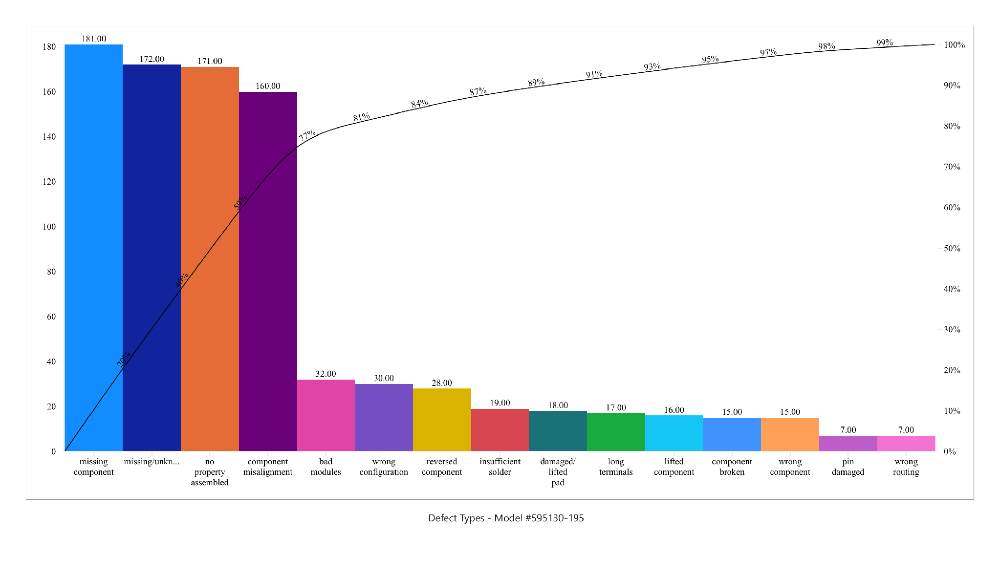 181.00
172.00
171.00
160.00
32.00
30.00
28.00
19.00
18.00
17.00
16.00
15.00
15.00
7.00
7.00
180
160
140
120
100
80
60
40
20
0
20%
40%
59%
77%
81%
84%
87%
89%
91%
93%
95%
97%
98%
99%
100%
90%
80%
70%
60%
50%
40%
30%
20%
10%
0%
missing
component
missing/unkn...
no
property
assembled
component
misalignment
bad
modules
wrong
configuration
reversed
component
insufficient
solder
damaged/
lifted
pad
long
terminals
lifted
component
component
broken
wrong
component
pin
damaged
wrong
routing
Defect Types - Model #595130-195